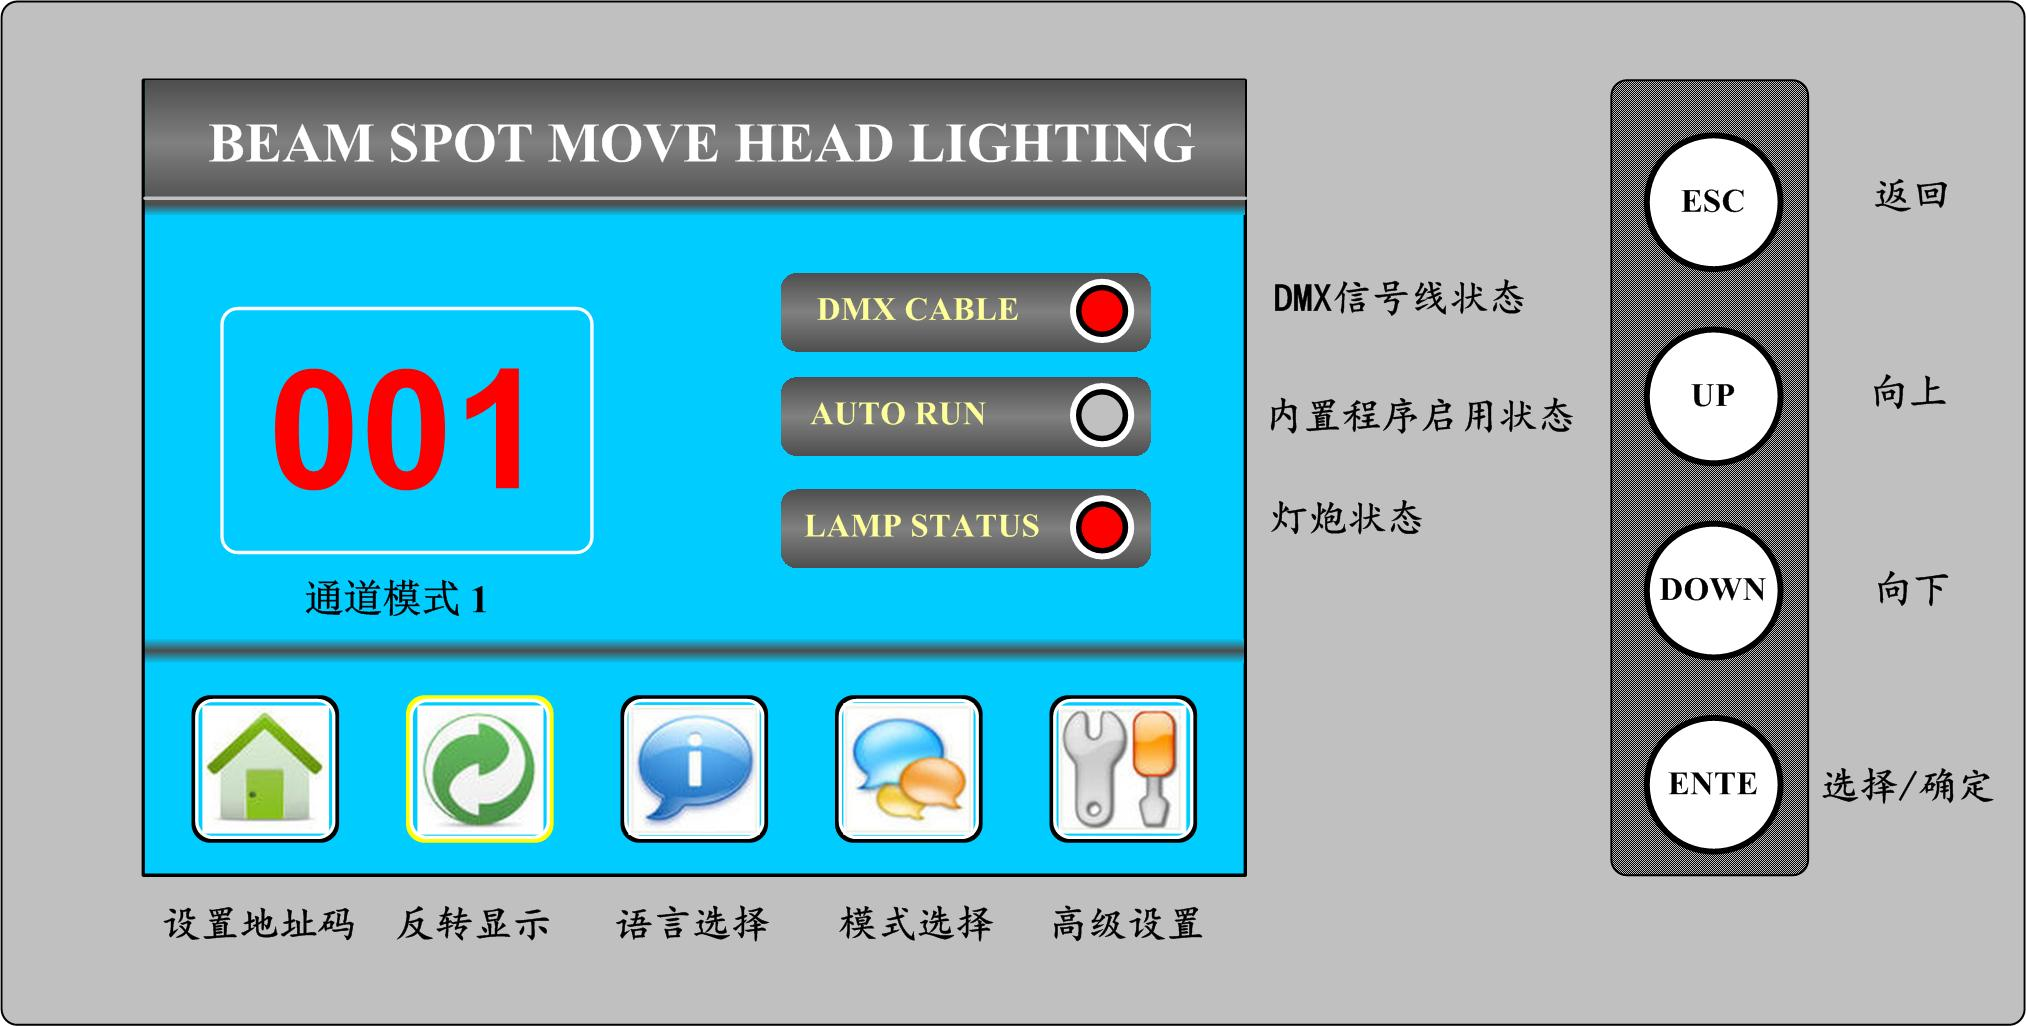 BEAM SPOT MOVE HEAD LIGHTING
ESC
返回
DMX CABLE
DMX信号线状态
001
UP
向上
AUTO RUN
内置程序启用状态
LAMP STATUS
灯炮状态
通道模式 1
DOWN
向下
ENTE
选择/确定
设置地址码
反转显示
语言选择
模式选择
高级设置